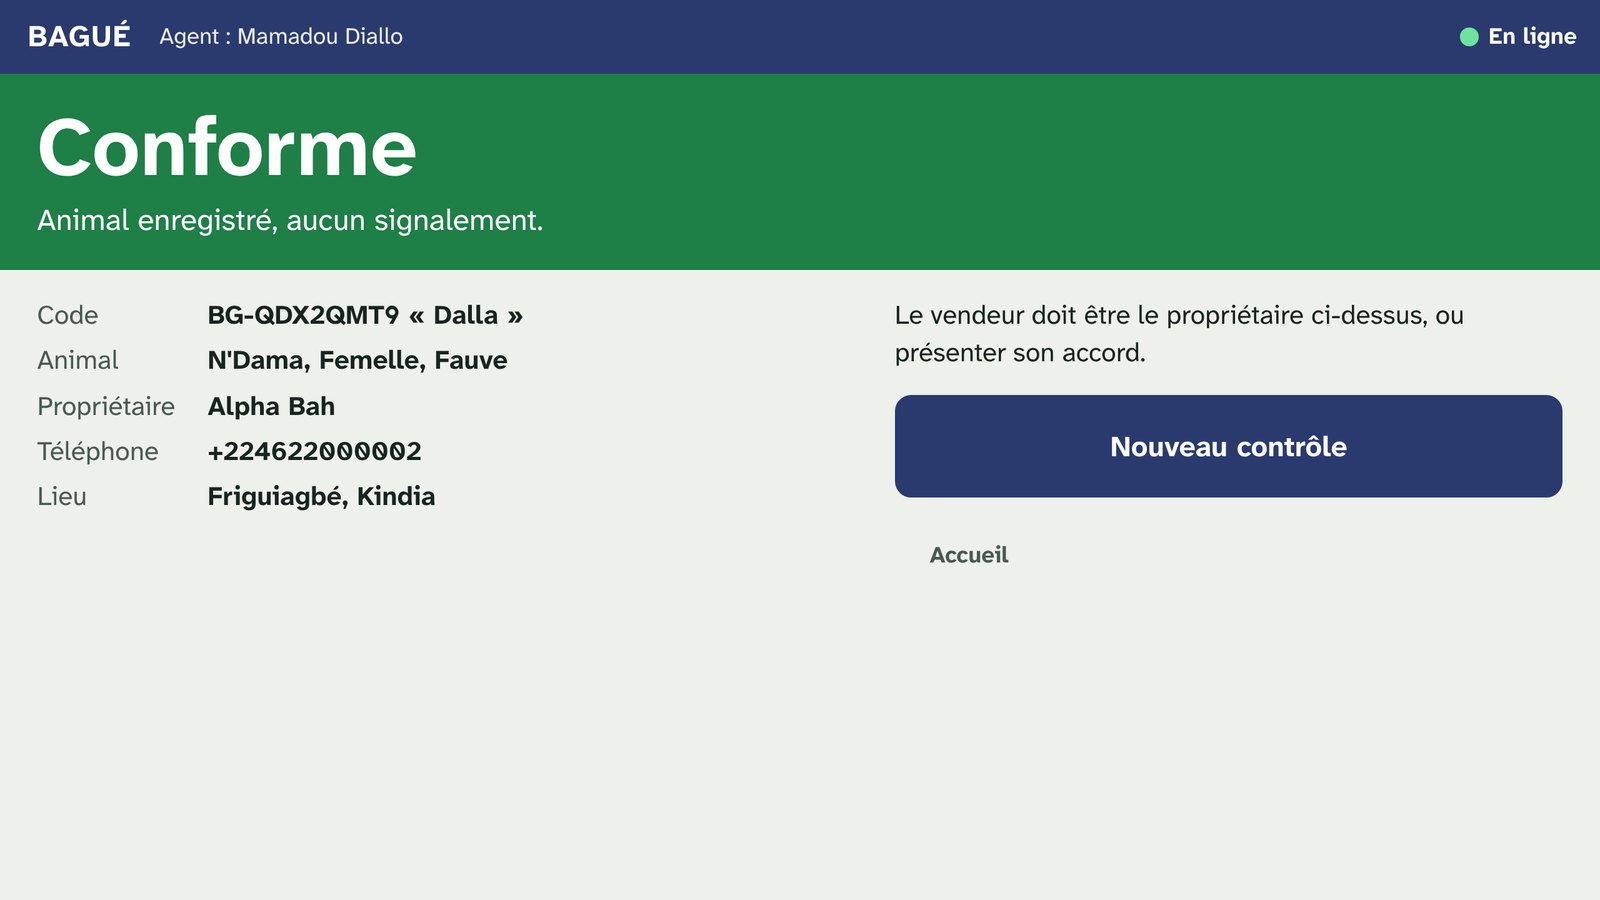 BAGUÉ Agent : Mamadou Diallo En ligne
Conforme
Animal enregistré, aucun signalement.
Code BG-QDX2QMT9 « Dalla »
Animal N'Dama, Femelle, Fauve
Propriétaire Alpha Bah
Téléphone +224622000002
Lieu Friguiagbé, Kindia
Le vendeur doit être le propriétaire ci-dessus, ou
présenter son accord.
Nouveau contrôle
Accueil